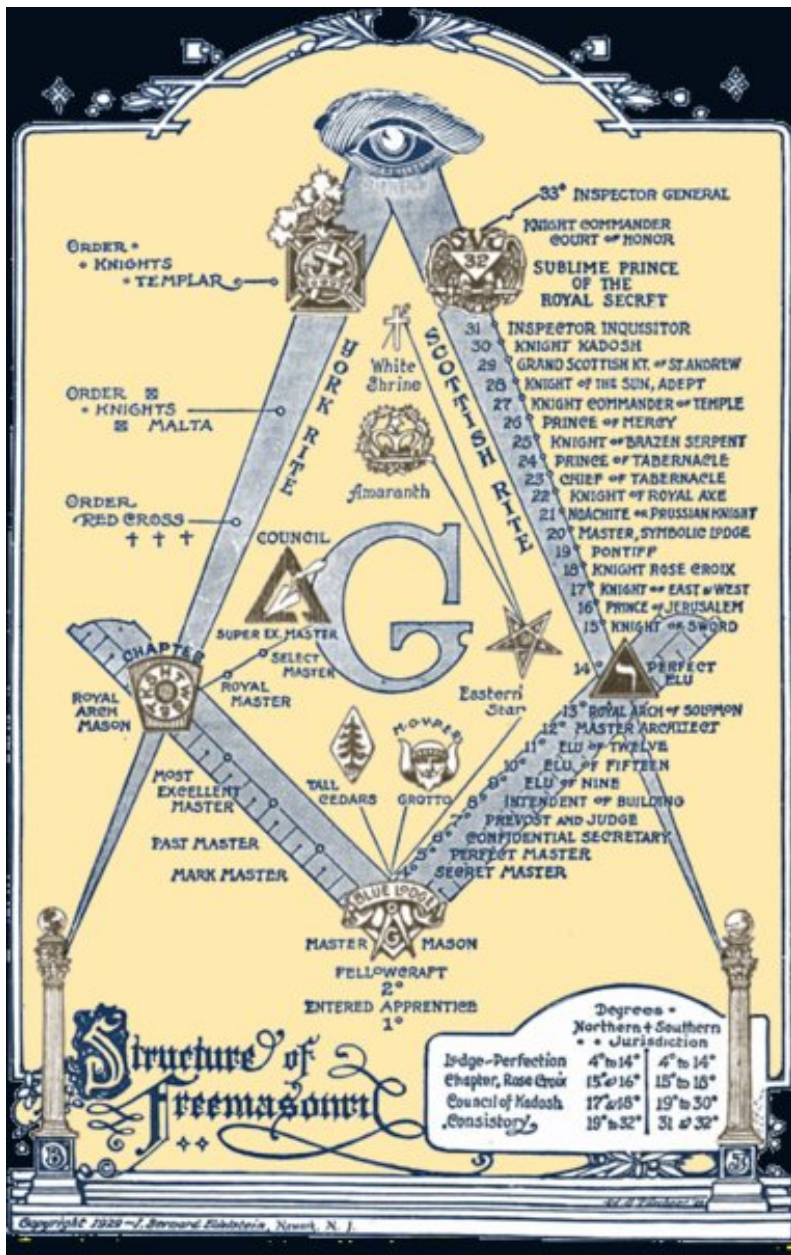 33° INSPECTOR GENERAL
KNIGHT COMMANDER
COURT OF HONOR
32
SUBLIME PRINCE
OF THE
ROYAL SECRET
31 INSPECTOR INQUISITOR
30 KNIGHT KADOSH
29 GRAND SCOTTISH KT. OF ST. ANDREW
28 KNIGHT OF THE SUN, ADEPT
27 KNIGHT COMMANDER OF TEMPLE
26 PRINCE OF MERCY
25 KNIGHT OF BRAZEN SERPENT
24 PRINCE OF TABERNACLE
23 CHIEF OF TABERNACLE
22 KNIGHT OF ROYAL AXE
21 NOACHITE OR PRUSSIAN KNIGHT
20° MASTER, SYMBOLIC LODGE
19° PONTIFF
18° KNIGHT ROSE CROIX
17° KNIGHT OF EAST & WEST
16° PRINCE OF JERUSALEM
15° KNIGHT OF SWORD
14° PERFECT
ELU
13° ROYAL ARCH OF SOLOMON
12° MASTER ARCHITECT
11° ELU OF TWELVE
10° ELU OF FIFTEEN
9° ELU OF NINE
8° INTENDENT OF BUILDING
7° PREVOST AND JUDGE
6° CONFIDENTIAL SECRETARY
5° PERFECT MASTER
4° SECRET MASTER
SCOTTISH RITE
YORK RITE
ORDER
KNIGHTS
TEMPLAR
ORDER
KNIGHTS
MALTA
ORDER
RED CROSS
White
Shrine
Amaranth
COUNCIL
G
SUPER EX. MASTER
SELECT
MASTER
ROYAL
MASTER
CHAPTER
HTWSSTKS
ROYAL
ARCH
MASON
Eastern
Star
MOST
EXCELLENT
MASTER
PAST MASTER
MARK MASTER
TALL
CEDARS
M.O.V.P.E.R.
GROTTO
BLUE LODGE
G
MASTER MASON
FELLOWCRAFT
2°
ENTERED APPRENTICE
1°
Structure of
Freemasonry
Degrees
Northern + Southern
Jurisdiction
Lodge-Perfection 4° to 14° 4° to 14°
Chapter, Rose Croix 15° & 16° 15° to 18°
Council of Kadosh 17° & 18° 19° to 30°
Consistory 19° to 32° 31 & 32°
B
J
Copyright 1929-J. Bernard Edelstein, Newark, N. J.